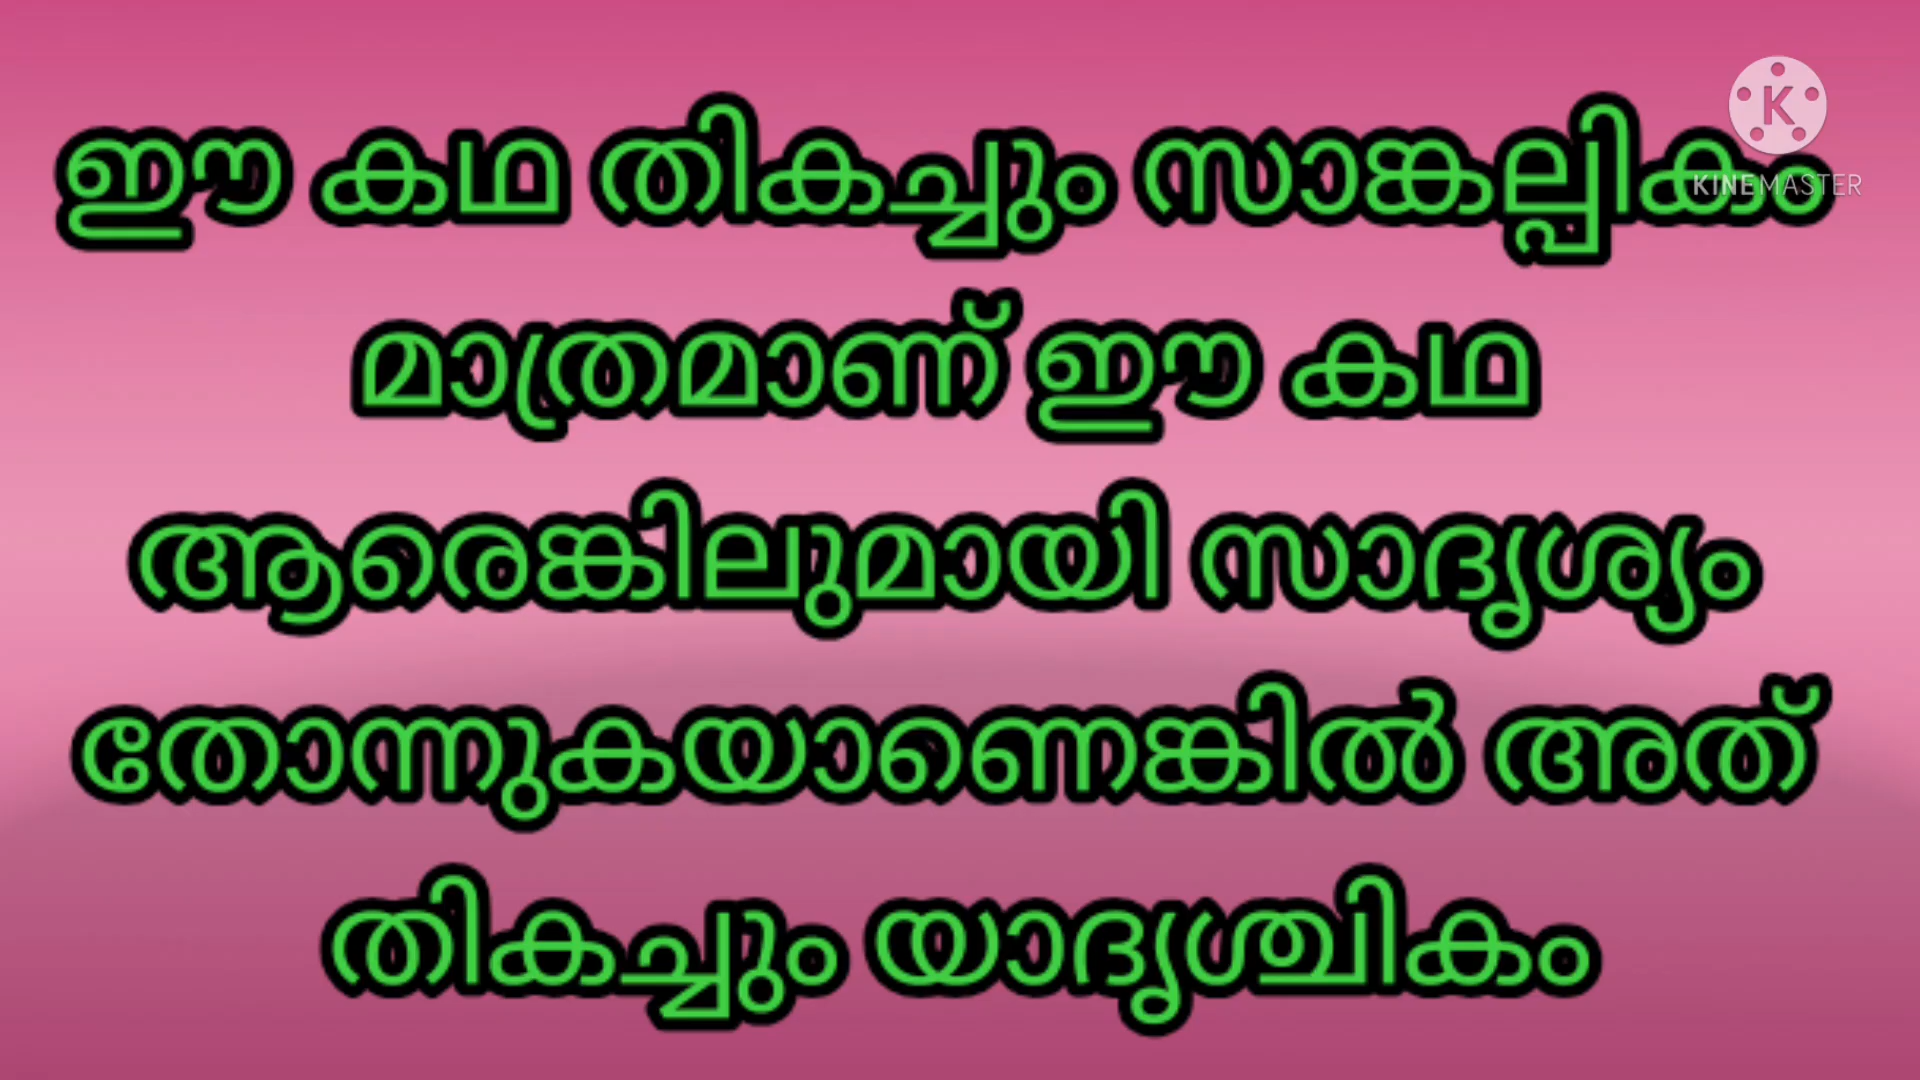 ഈ കഥ തികച്ചും സാങ്കല്പികം
മാത്രമാണ് ഈ കഥ
ആരെങ്കിലുമായി സാദൃശ്യം
തോന്നുകയാണെങ്കിൽ അത്
തികച്ചും യാദൃശ്ചികം
K
KINEMASTER